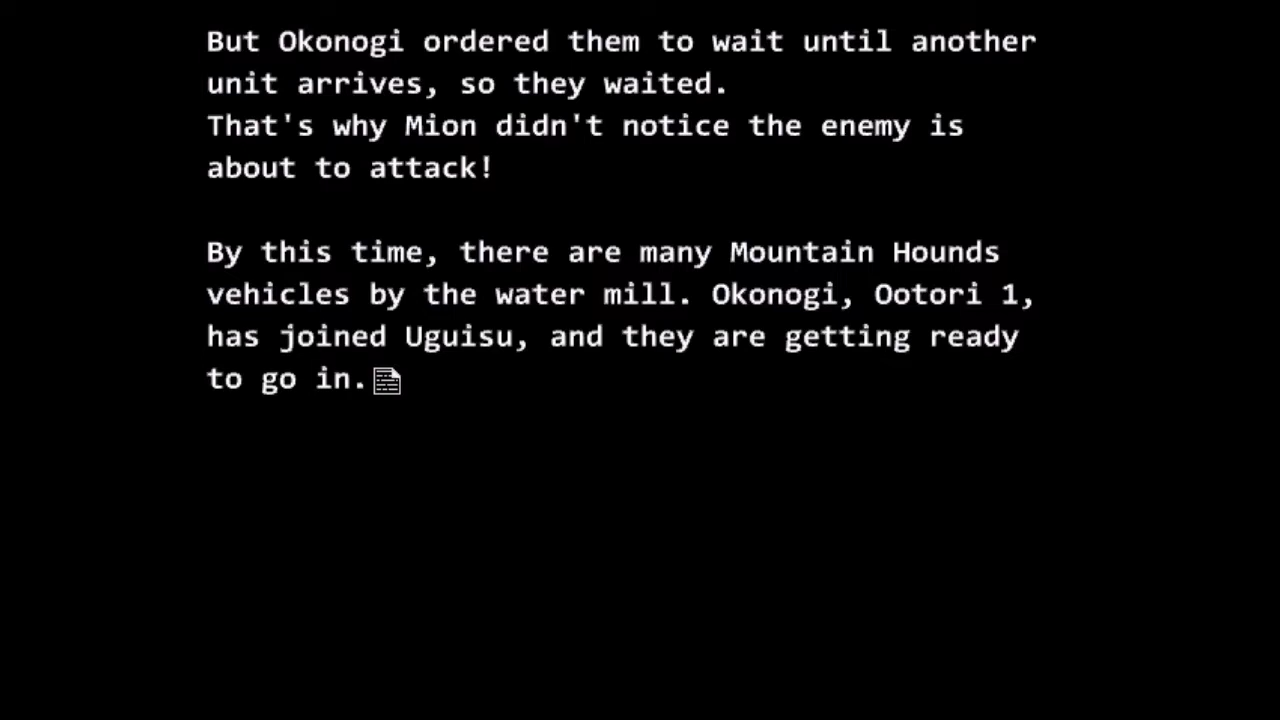 But Okonogi ordered them to wait until another
unit arrives, so they waited.
That's why Mion didn't notice the enemy is
about to attack!
By this time, there are many Mountain Hounds
vehicles by the water mill. Okonogi, Ootori 1,
has joined Uguisu, and they are getting ready
to go in.